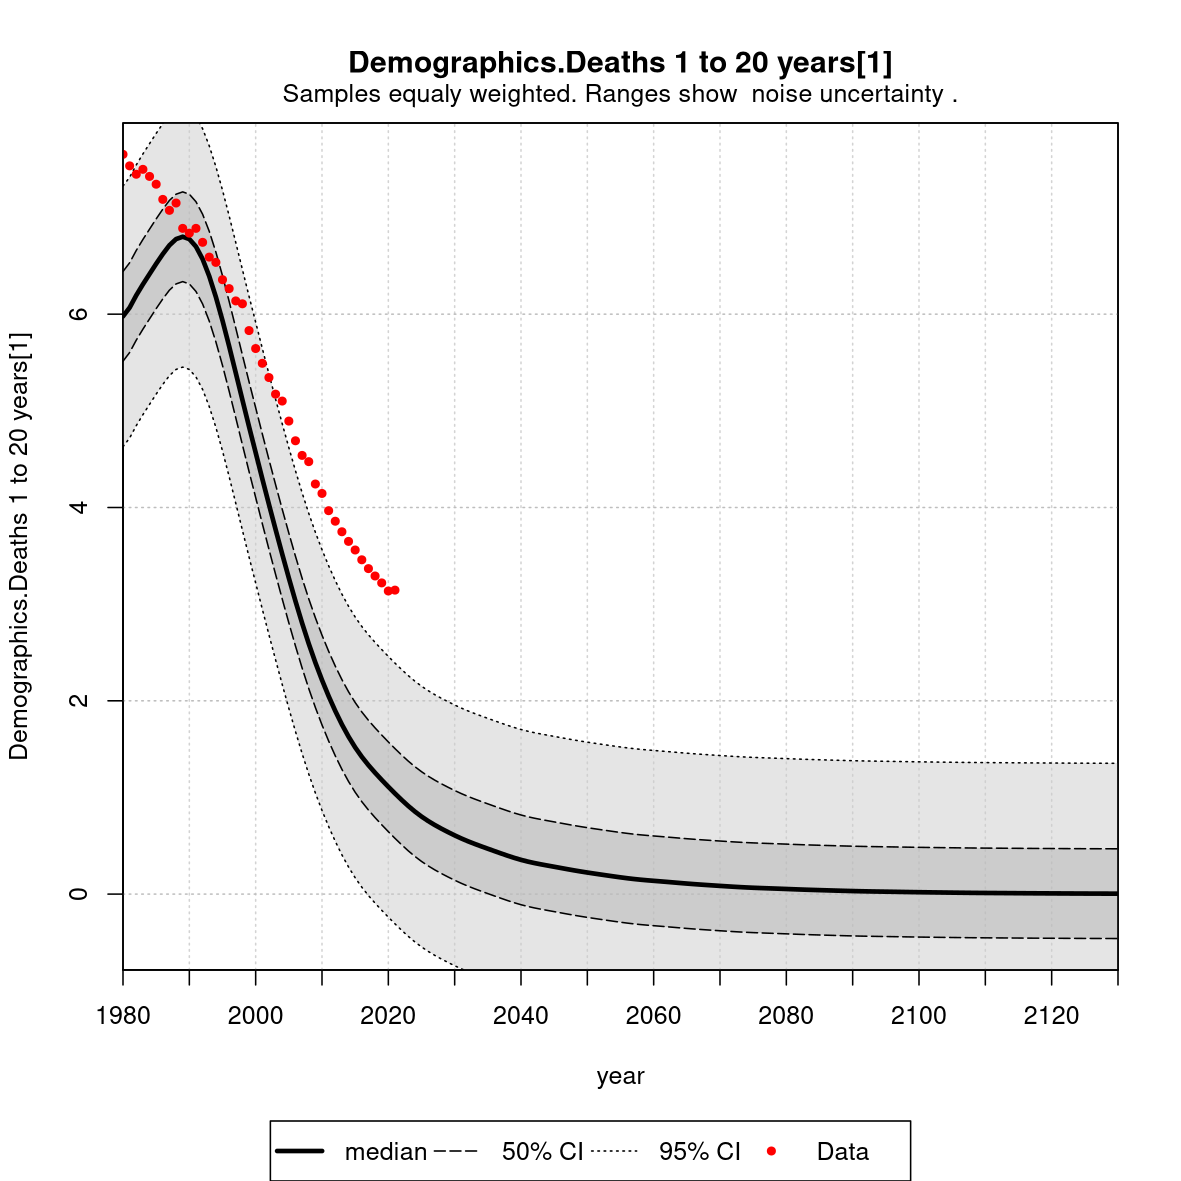 Demographics.Deaths 1 to 20 years[1]
Samples equaly weighted. Ranges show  noise uncertainty .
Demographics.Deaths 1 to 20 years[1]
6
4
2
0
1980 2000 2020 2040 2060 2080 2100 2120
year
median 50% CI 95% CI Data